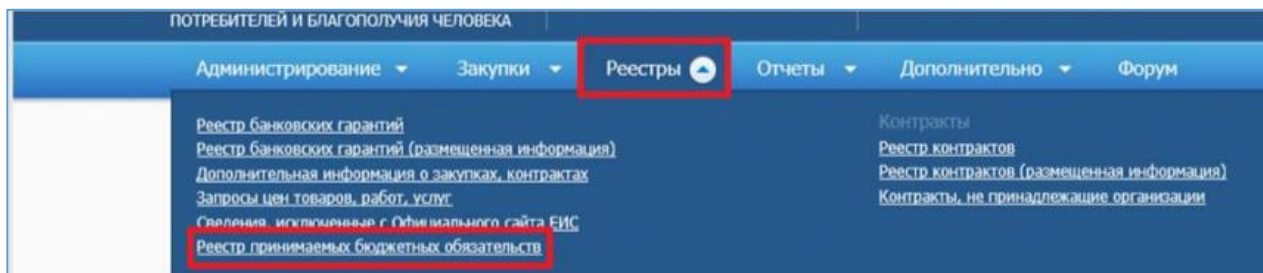 ПОТРЕБИТЕЛЕЙ И БЛАГОПОЛУЧИЯ ЧЕЛОВЕКА
Администрирование Закупки Реестры Отчеты Дополнительно Форум
Реестр банковских гарантий
Реестр банковских гарантий (размещенная информация)
Дополнительная информация о закупках, контрактах
Запросы цен товаров, работ, услуг
Сведения, исключенные с Официального сайта ЕИС
Реестр принимаемых бюджетных обязательств
Контракты
Реестр контрактов
Реестр контрактов (размещенная информация)
Контракты, не принадлежащие организации